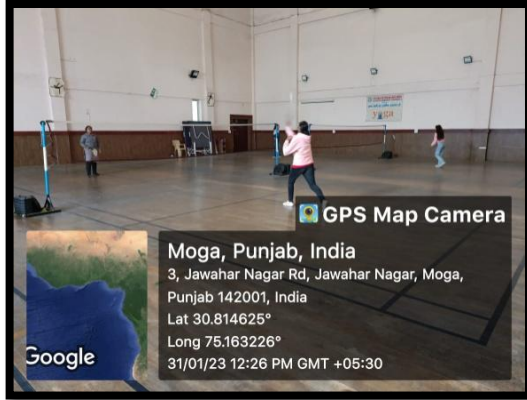 GPS Map Camera
Moga, Punjab, India
3, Jawahar Nagar Rd, Jawahar Nagar, Moga,
Punjab 142001, India
Lat 30.814625°
Long 75.163226°
31/01/23 12:26 PM GMT +05:30
Google